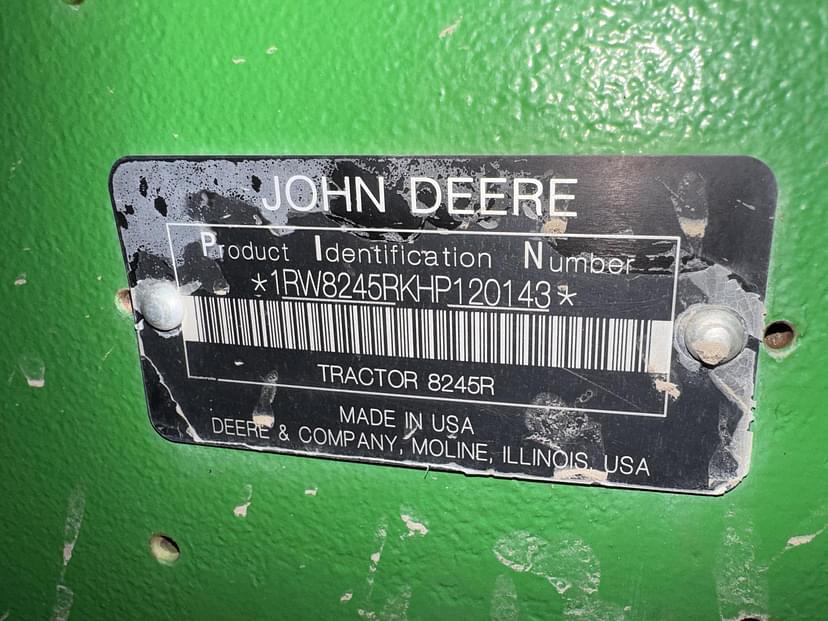 JOHN DEERE
Product Identification Number
*1RW8245RKHP120143*
TRACTOR 8245R
MADE IN USA
DEERE & COMPANY, MOLINE, ILLINOIS, USA